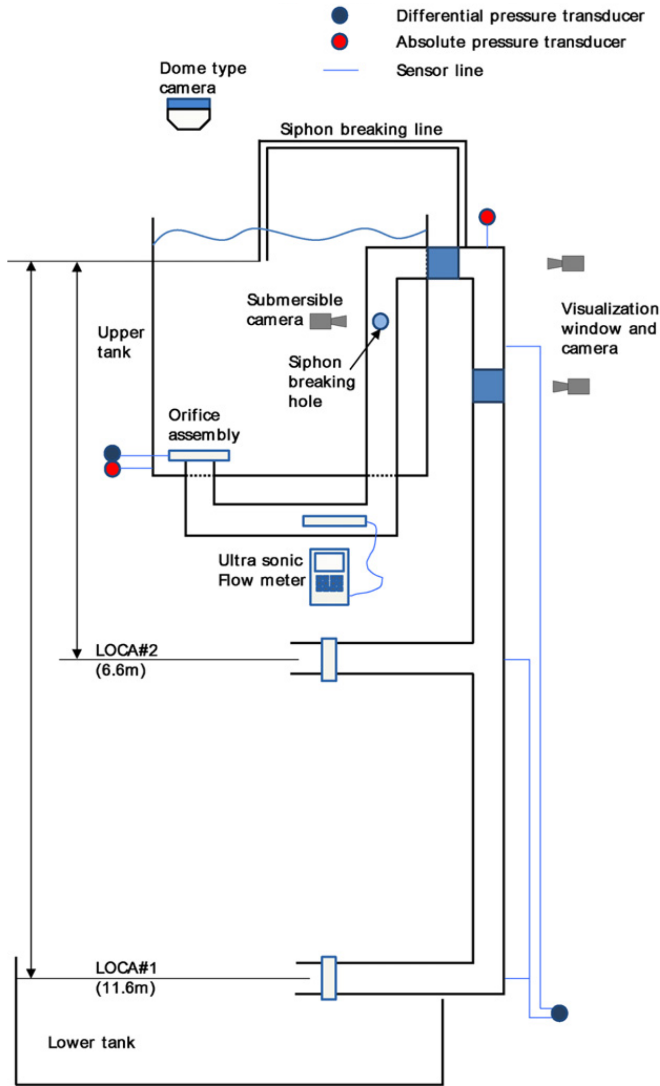 Differential pressure transducer
Absolute pressure transducer
Sensor line
Dome type
camera
Siphon breaking line
Submersible
camera
Visualization
window and
camera
Upper
tank
Siphon
breaking
hole
Orifice
assembly
Ultra sonic
Flow meter
LOCA#2
(6.6m)
LOCA#1
(11.6m)
Lower tank